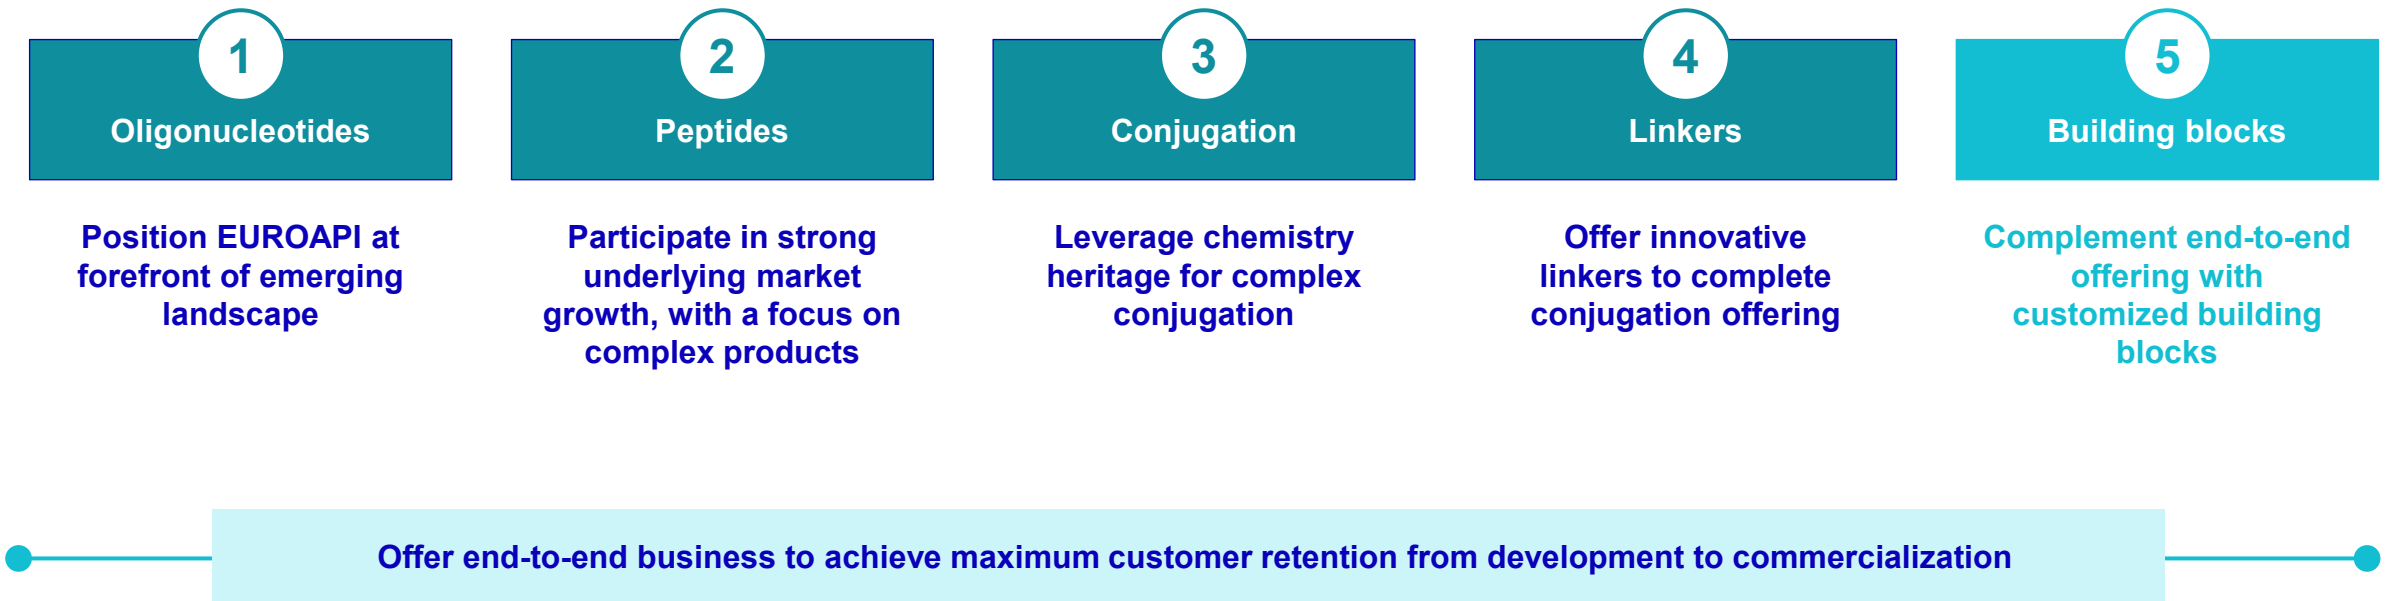 1
Oligonucleotides
Position EUROAPI at
forefront of emerging
landscape
2
Peptides
Participate in strong
underlying market
growth, with a focus on
complex products
3
Conjugation
Leverage chemistry
heritage for complex
conjugation
4
Linkers
Offer innovative
linkers to complete
conjugation offering
5
Building blocks
Complement end-to-end
offering with
customized building
blocks
Offer end-to-end business to achieve maximum customer retention from development to commercialization